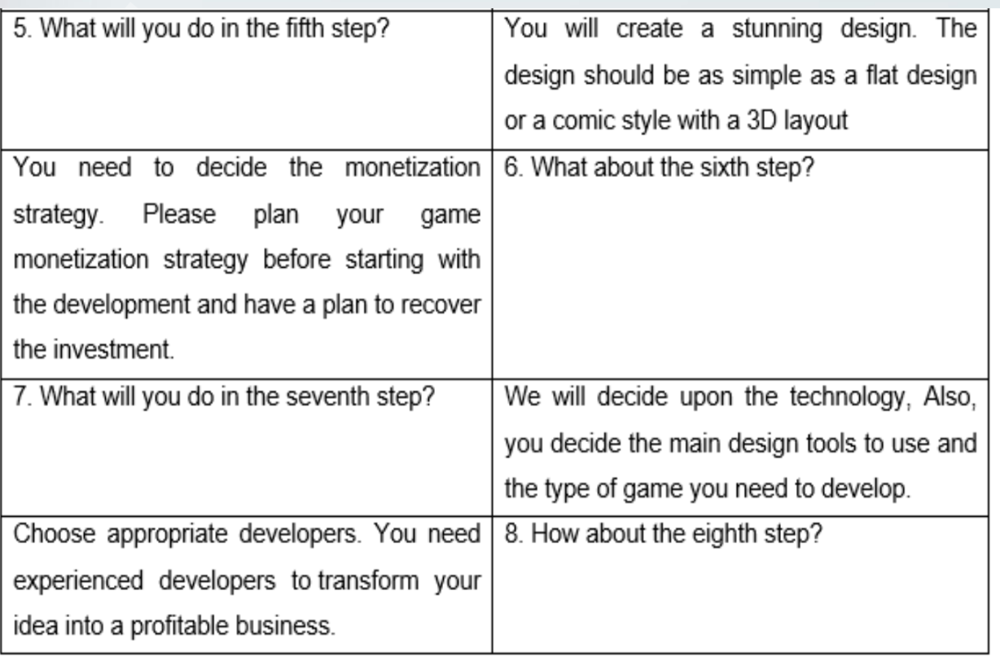 5. What will you do in the fifth step?
You will create a stunning design. The
design should be as simple as a flat design
or a comic style with a 3D layout
You need to decide the monetization
strategy. Please plan your game
monetization strategy before starting with
the development and have a plan to recover
the investment.
6. What about the sixth step?
7. What will you do in the seventh step?
We will decide upon the technology, Also,
you decide the main design tools to use and
the type of game you need to develop.
Choose appropriate developers. You need
experienced developers to transform your
idea into a profitable business.
8. How about the eighth step?